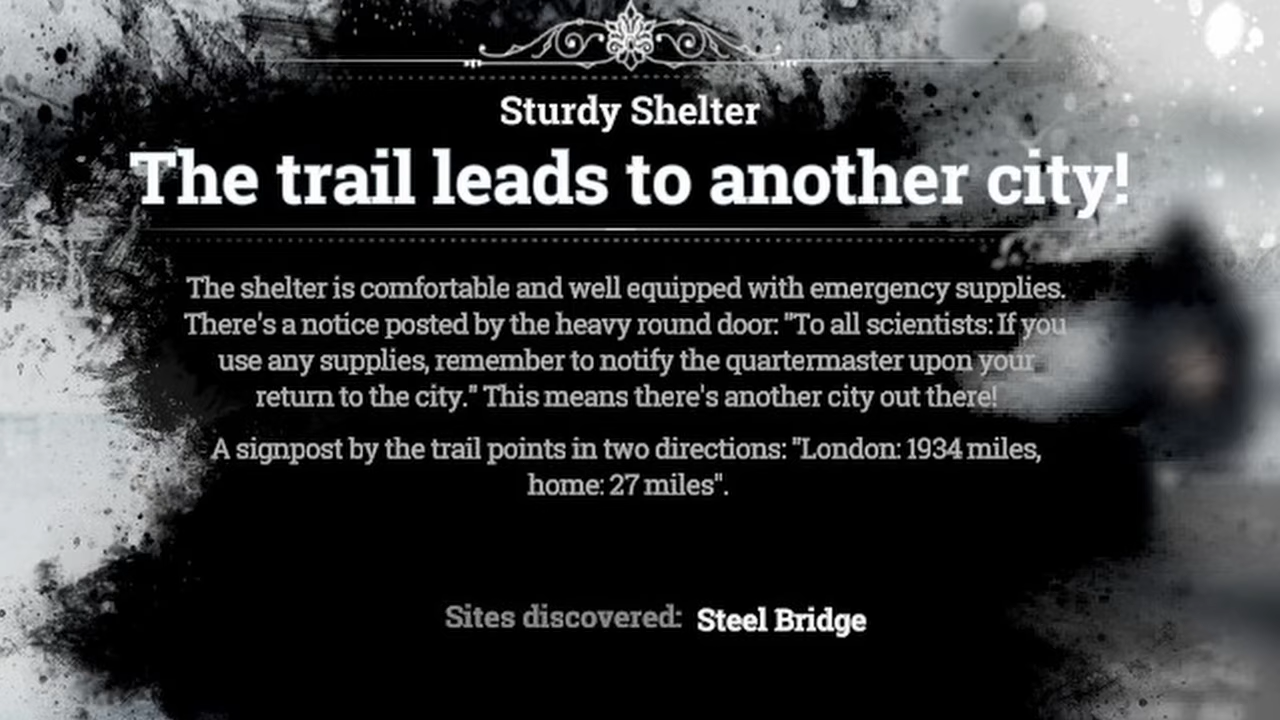 Sturdy Shelter
The trail leads to another city!
The shelter is comfortable and well equipped with emergency supplies.
There's a notice posted by the heavy round door: "To all scientists: If you
use any supplies, remember to notify the quartermaster upon your
return to the city." This means there's another city out there!
A signpost by the trail points in two directions: "London: 1934 miles,
home: 27 miles".
Sites discovered: Steel Bridge